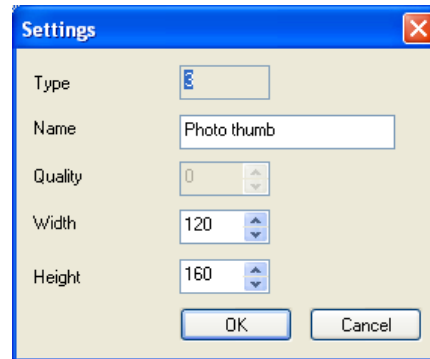 Settings
Type 3
Name Photo thumb
Quality 0
Width 120
Height 160
OK Cancel